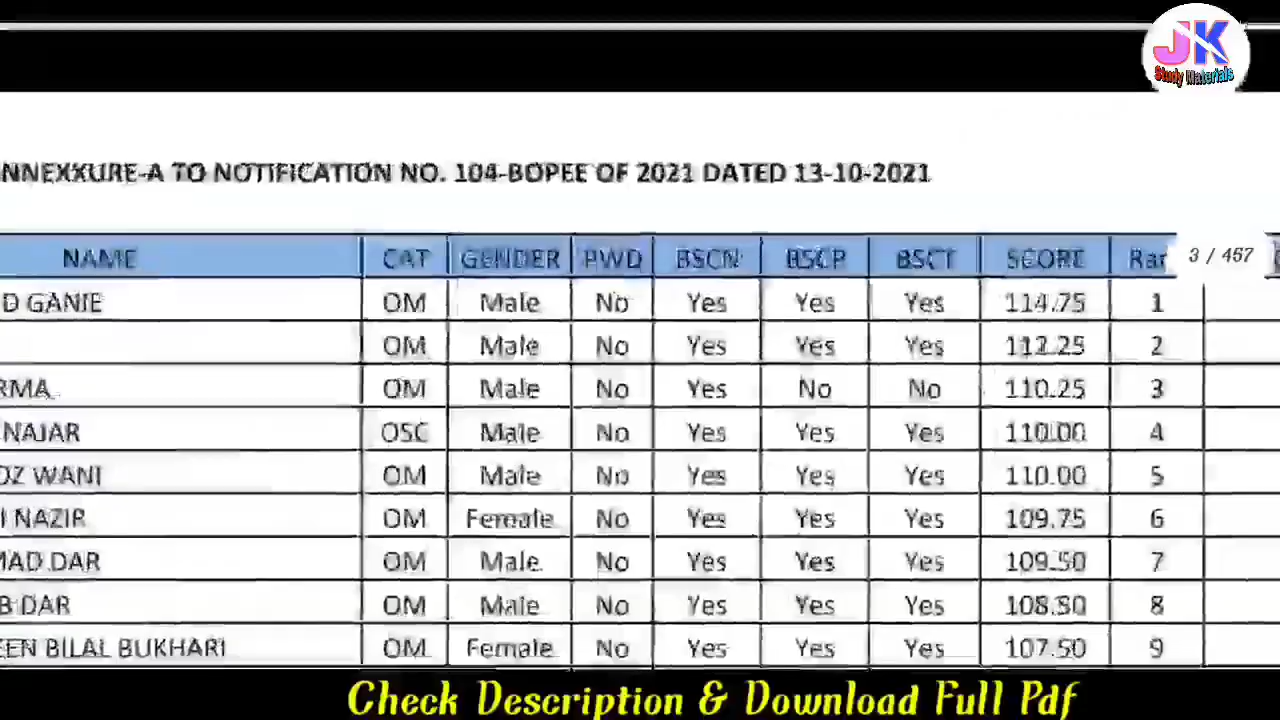 JK
Study Materials
NNEXXURE-A TO NOTIFICATION NO. 104-BOPEE OF 2021 DATED 13-10-2021
NAME CAT GENDER PWD BSCN BSCP BSCT SCORE Ran 3 / 457
D GANIE OM Male No Yes Yes Yes 114.75 1
OM Male No Yes Yes Yes 112.25 2
RMA OM Male No Yes No No 110.25 3
NAJAR OSC Male No Yes Yes Yes 110.00 4
OZ WANI OM Male No Yes Yes Yes 110.00 5
I NAZIR OM Female No Yes Yes Yes 109.75 6
MAD DAR OM Male No Yes Yes Yes 109.50 7
B DAR OM Male No Yes Yes Yes 108.50 8
EEN BILAL BUKHARI OM Female No Yes Yes Yes 107.50 9
Check Description & Download Full Pdf